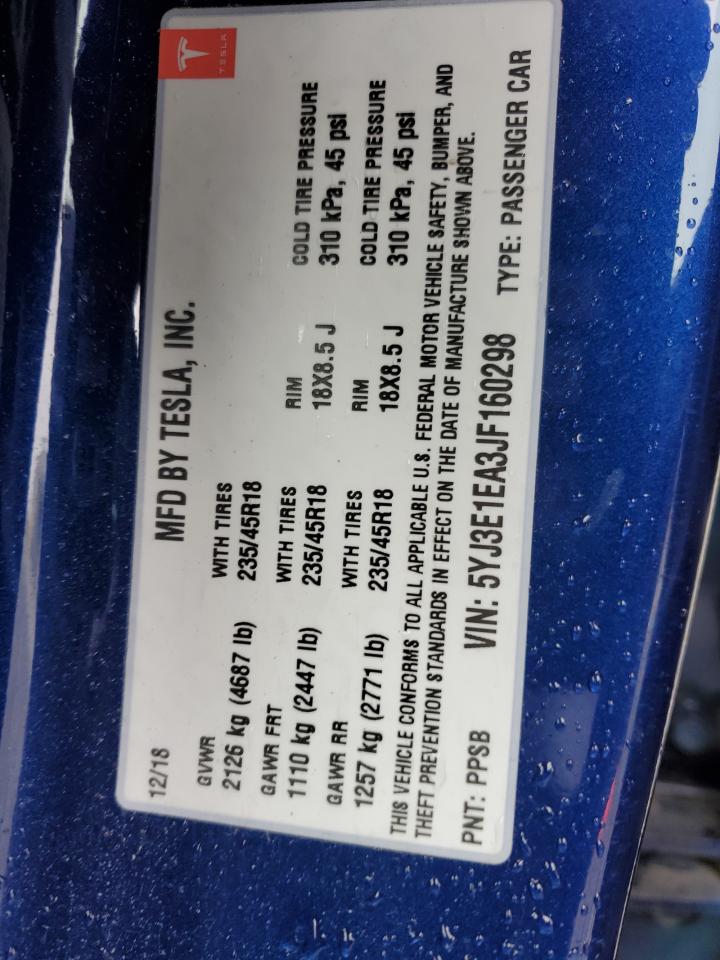 TESLA
MFD BY TESLA, INC.
12/18
GVWR WITH TIRES
2126 kg (4687 lb) 235/45R18
GAWR FRT WITH TIRES RIM COLD TIRE PRESSURE
1110 kg (2447 lb) 235/45R18 18X8.5 J 310 kPa, 45 psi
GAWR RR WITH TIRES RIM COLD TIRE PRESSURE
1257 kg (2771 lb) 235/45R18 18X8.5 J 310 kPa, 45 psi
THIS VEHICLE CONFORMS TO ALL APPLICABLE U.S. FEDERAL MOTOR VEHICLE SAFETY, BUMPER, AND
THEFT PREVENTION STANDARDS IN EFFECT ON THE DATE OF MANUFACTURE SHOWN ABOVE.
PNT: PPSB VIN: 5YJ3E1EA3JF160298 TYPE: PASSENGER CAR